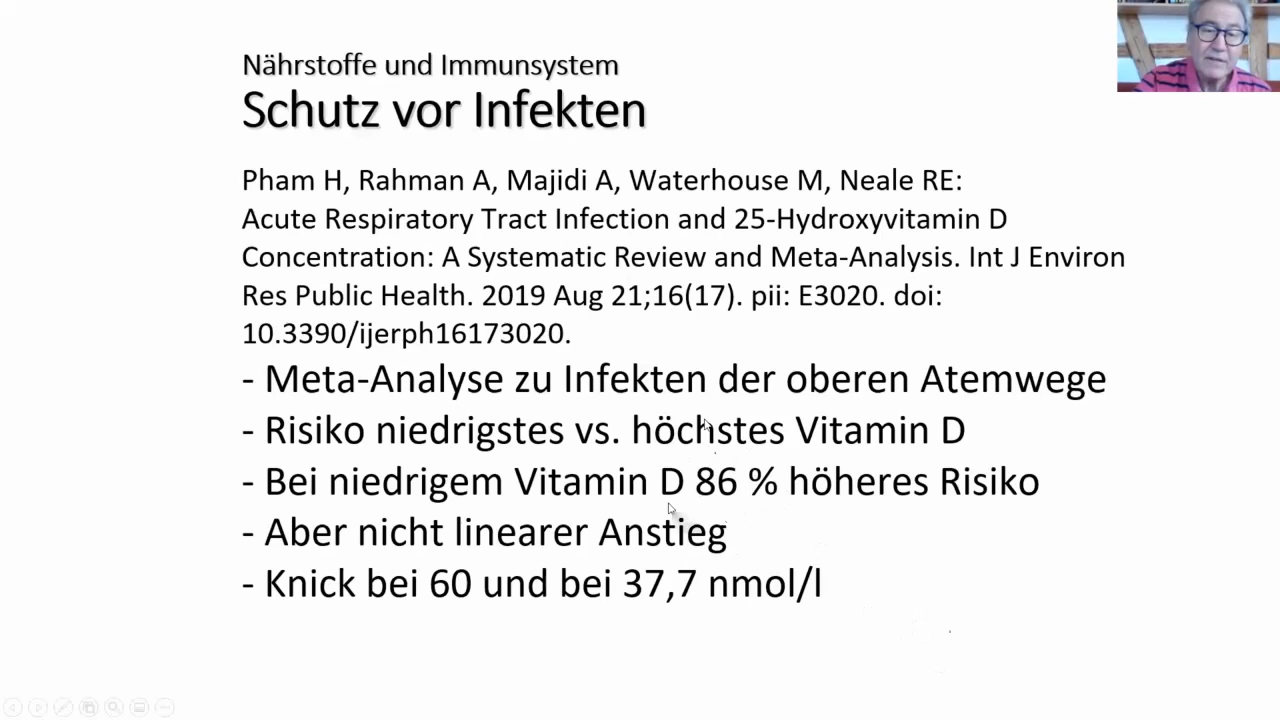 Nährstoffe und Immunsystem
Schutz vor Infekten
Pham H, Rahman A, Majidi A, Waterhouse M, Neale RE:
Acute Respiratory Tract Infection and 25-Hydroxyvitamin D
Concentration: A Systematic Review and Meta-Analysis. Int J Environ
Res Public Health. 2019 Aug 21;16(17). pii: E3020. doi:
10.3390/ijerph16173020.
- Meta-Analyse zu Infekten der oberen Atemwege
- Risiko niedrigstes vs. höchstes Vitamin D
- Bei niedrigem Vitamin D 86 % höheres Risiko
- Aber nicht linearer Anstieg
- Knick bei 60 und bei 37,7 nmol/l